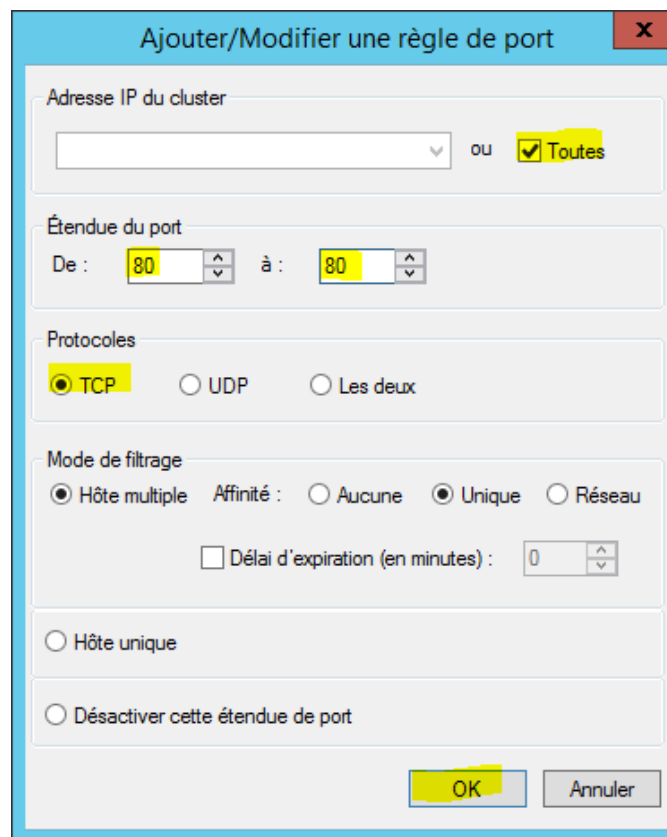 Ajouter/Modifier une règle de port
x
Adresse IP du cluster
ou Toutes
Étendue du port
De : 80 à : 80
Protocoles
TCP UDP Les deux
Mode de filtrage
Hôte multiple Affinité : Aucune Unique Réseau
Délai d'expiration (en minutes) : 0
Hôte unique
Désactiver cette étendue de port
OK Annuler